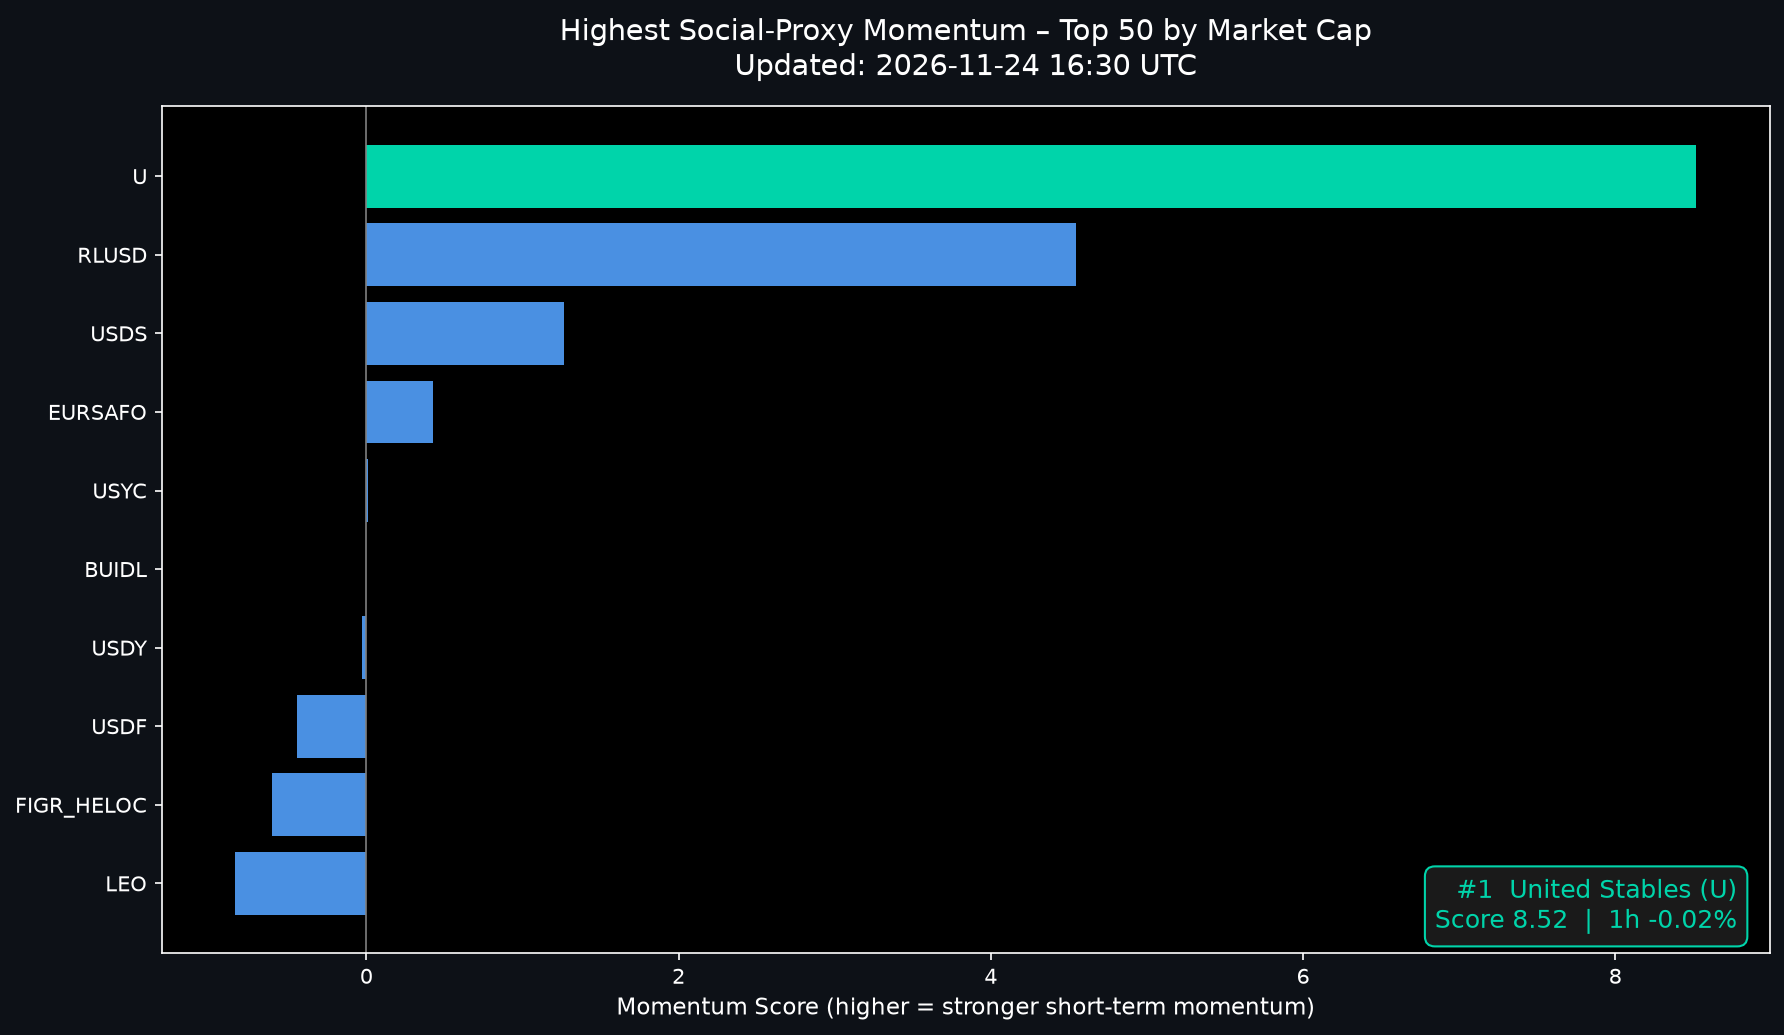 Highest Social-Proxy Momentum – Top 50 by Market Cap
Updated: 2026-11-24 16:30 UTC
U
RLUSD
USDS
EURSAFO
USYC
BUIDL
USDY
USDF
FIGR_HELOC
LEO
#1  United Stables (U)
Score 8.52  |  1h -0.02%
0 2 4 6 8
Momentum Score (higher = stronger short-term momentum)